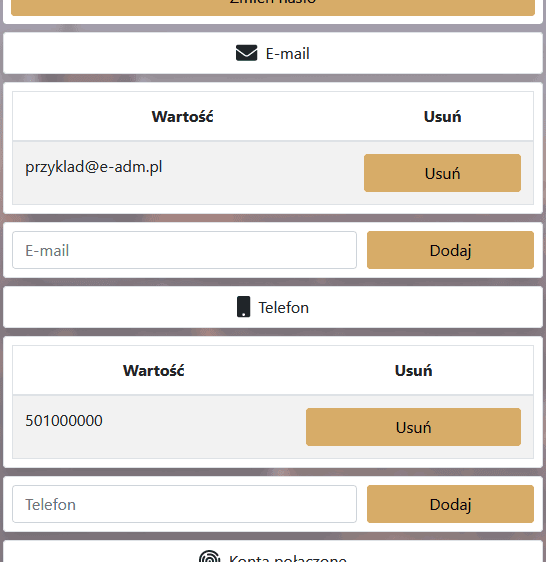 Zmień hasło
E-mail
Wartość Usuń
przyklad@e-adm.pl Usuń
E-mail Dodaj
Telefon
Wartość Usuń
501000000 Usuń
Telefon Dodaj
Konta połączone